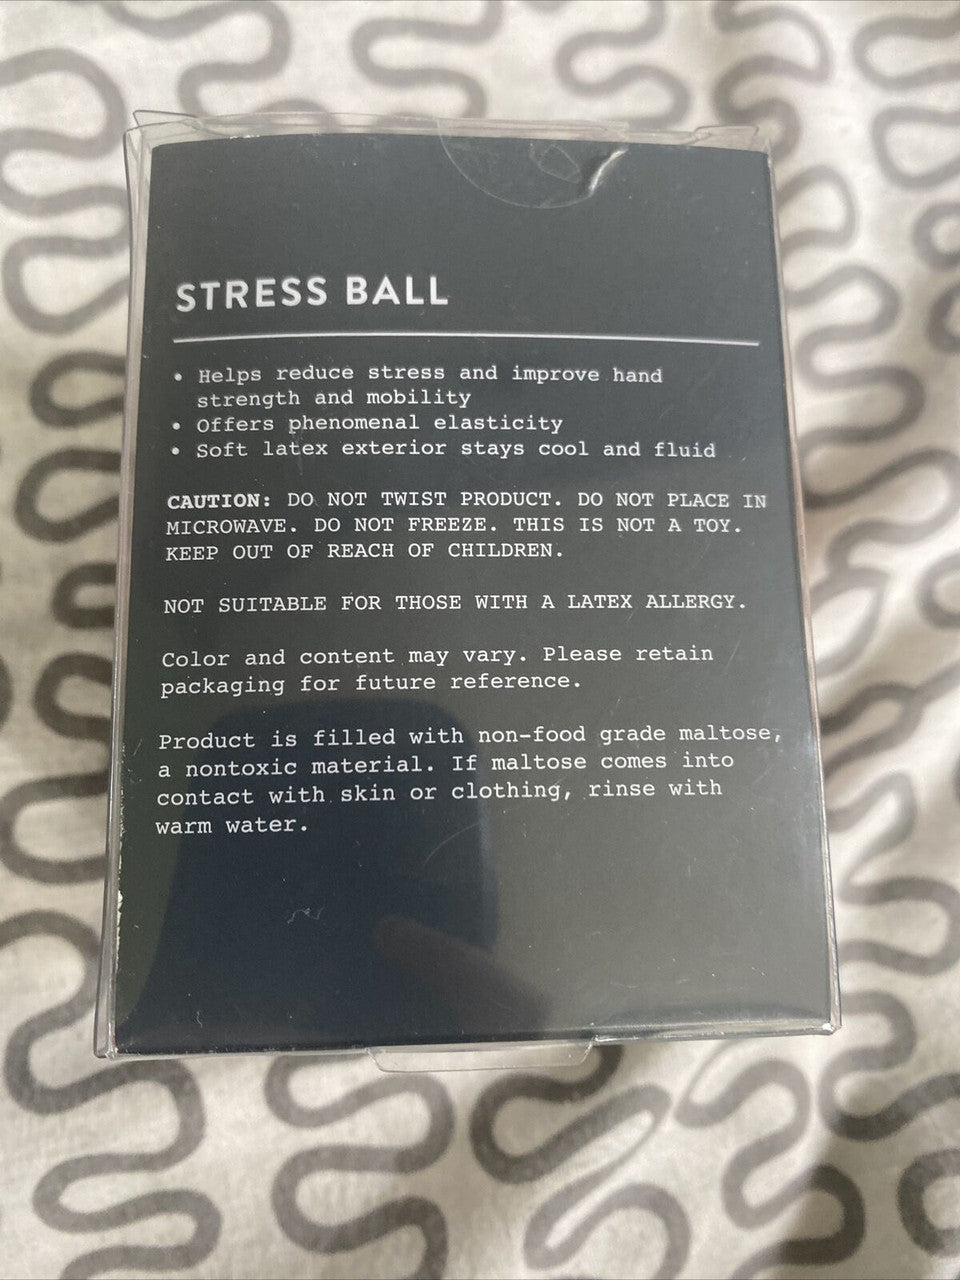 STRESS BALL
• Helps reduce stress and improve hand
strength and mobility
• Offers phenomenal elasticity
• Soft latex exterior stays cool and fluid
CAUTION: DO NOT TWIST PRODUCT. DO NOT PLACE IN
MICROWAVE. DO NOT FREEZE. THIS IS NOT A TOY.
KEEP OUT OF REACH OF CHILDREN.
NOT SUITABLE FOR THOSE WITH A LATEX ALLERGY.
Color and content may vary. Please retain
packaging for future reference.
Product is filled with non-food grade maltose,
a nontoxic material. If maltose comes into
contact with skin or clothing, rinse with
warm water.